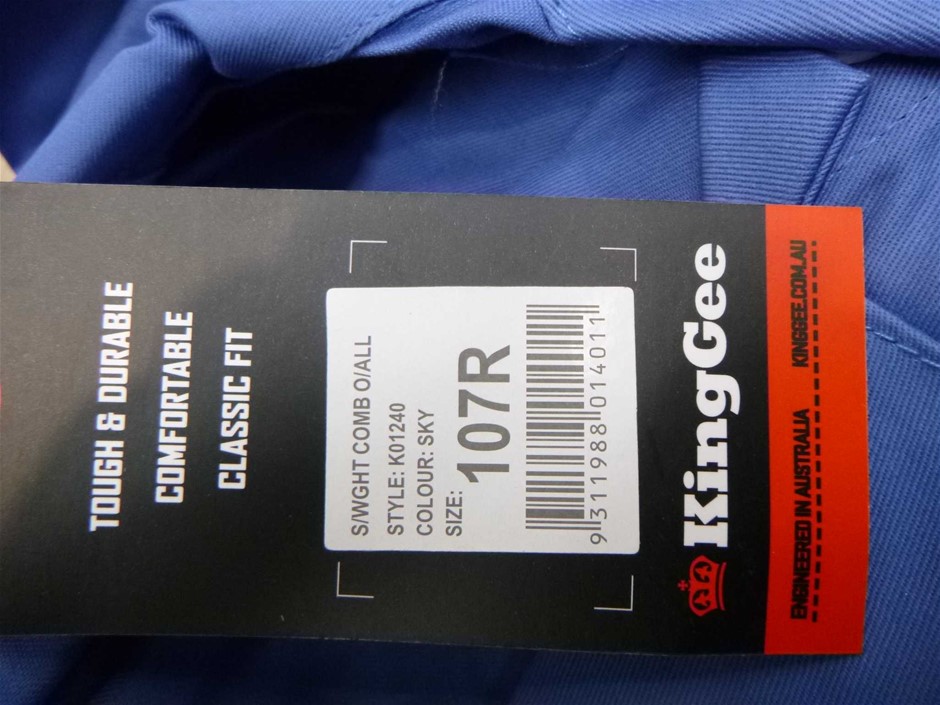 TOUGH & DURABLE
COMFORTABLE
CLASSIC FIT
S/WGHT COMB O/ALL
STYLE: K01240
COLOUR: SKY
SIZE: 107R
9 311988 014011
KingGee
ENGINEERED IN AUSTRALIA KINGGEE.COM.AU